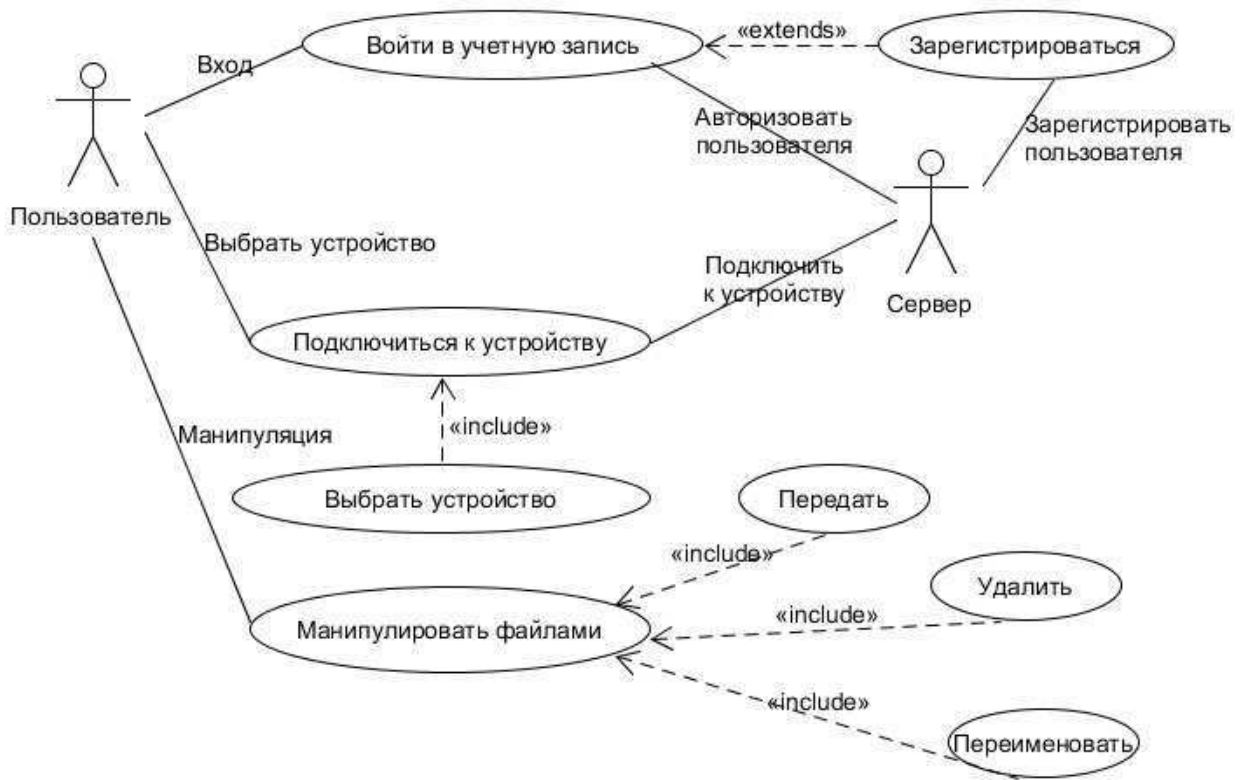 Войти в учетную запись
«extends»
Зарегистрироваться
Вход
Авторизовать
пользователя
Зарегистрировать
пользователя
Пользователь
Выбрать устройство
Подключить
к устройству
Сервер
Подключиться к устройству
«include»
Манипуляция
Выбрать устройство
Передать
«include»
Удалить
«include»
Манипулировать файлами
«include»
Переименовать